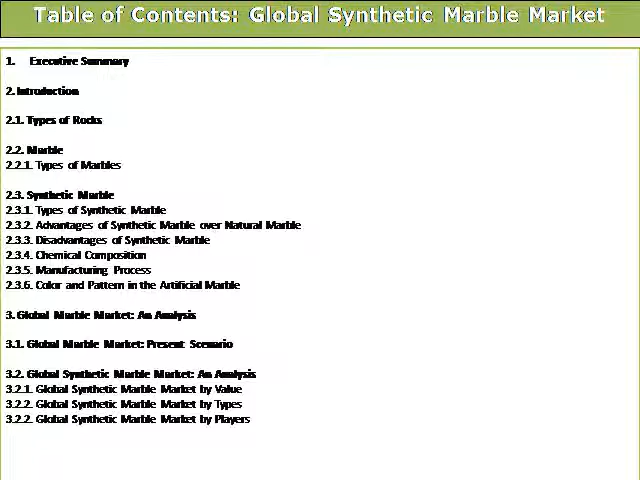 Table of Contents: Global Synthetic Marble Market
1. Executive Summary
2. Introduction
2.1. Types of Rocks
2.2. Marble
2.2.1. Types of Marbles
2.3. Synthetic Marble
2.3.1. Types of Synthetic Marble
2.3.2. Advantages of Synthetic Marble over Natural Marble
2.3.3. Disadvantages of Synthetic Marble
2.3.4. Chemical Composition
2.3.5. Manufacturing Process
2.3.6. Color and Pattern in the Artificial Marble
3. Global Marble Market: An Analysis
3.1. Global Marble Market: Present Scenario
3.2. Global Synthetic Marble Market: An Analysis
3.2.1. Global Synthetic Marble Market by Value
3.2.2. Global Synthetic Marble Market by Types
3.2.2. Global Synthetic Marble Market by Players